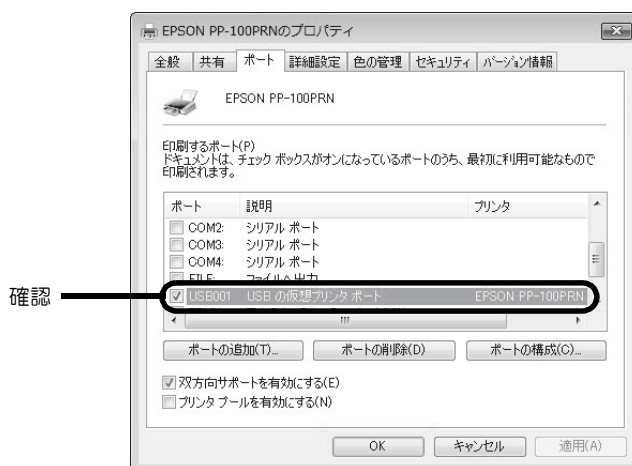 EPSON PP-100PRNのプロパティ
全般 共有 ポート 詳細設定 色の管理 セキュリティ バージョン情報
EPSON PP-100PRN
印刷するポート(P)
ドキュメントは、チェック ボックスがオンになっているポートのうち、最初に利用可能なもので
印刷されます。
ポート 説明 プリンタ
COM2: シリアル ポート
COM3: シリアル ポート
COM4: シリアル ポート
FILE: ファイルへ出力
確認
USB001 USB の仮想プリンタ ポート EPSON PP-100PRN
ポートの追加(T)... ポートの削除(D) ポートの構成(C)...
双方向サポートを有効にする(E)
プリンタ プールを有効にする(N)
OK キャンセル 適用(A)